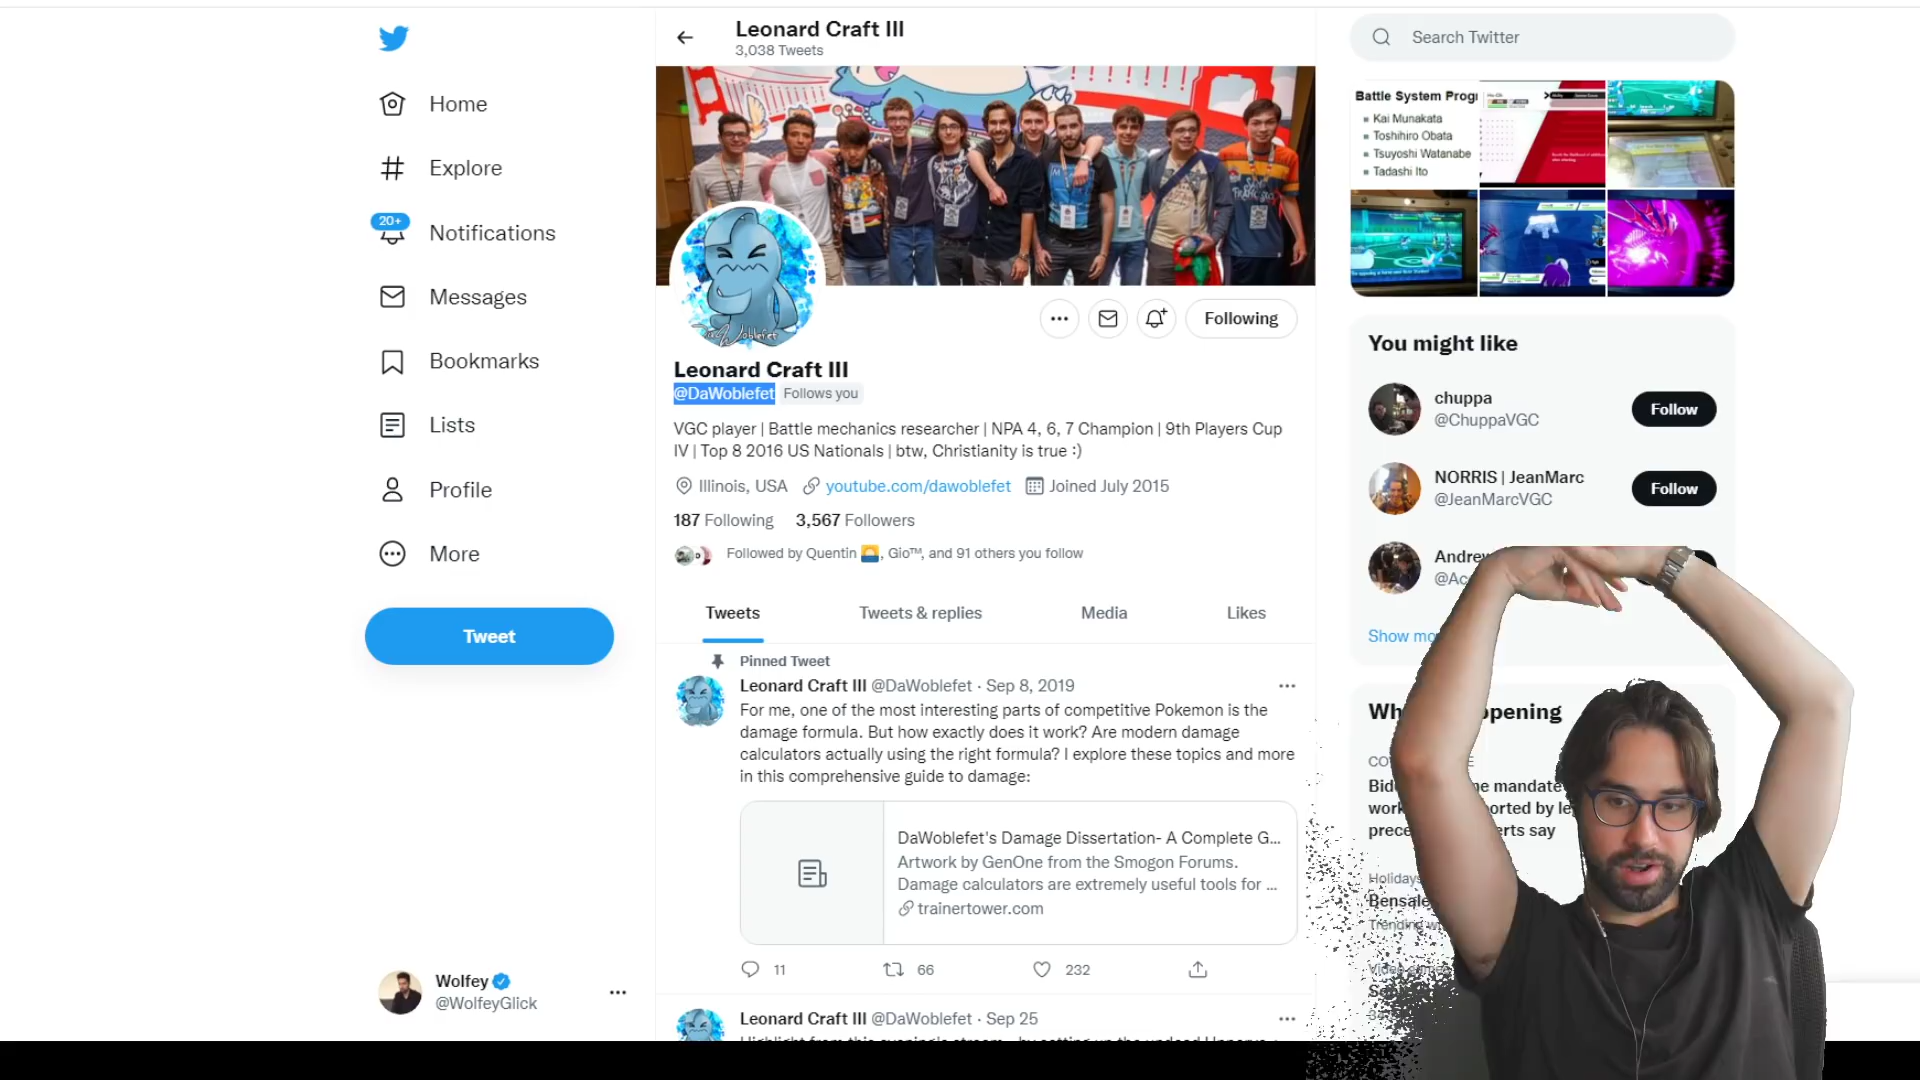 Leonard Craft III
3,038 Tweets
Home
Explore
20+
Notifications
Messages
Bookmarks
Lists
Profile
More
Tweet
Wolfey
@WolfeyGlick
Following
Leonard Craft III
@DaWoblefet Follows you
VGC player | Battle mechanics researcher | NPA 4, 6, 7 Champion | 9th Players Cup
IV | Top 8 2016 US Nationals | btw, Christianity is true :)
Illinois, USA youtube.com/dawoblefet Joined July 2015
187 Following 3,567 Followers
Followed by Quentin 🌅, Gio™, and 91 others you follow
Tweets Tweets & replies Media Likes
Pinned Tweet
Leonard Craft III @DaWoblefet · Sep 8, 2019
For me, one of the most interesting parts of competitive Pokemon is the
damage formula. But how exactly does it work? Are modern damage
calculators actually using the right formula? I explore these topics and more
in this comprehensive guide to damage:
DaWoblefet's Damage Dissertation- A Complete G...
Artwork by GenOne from the Smogon Forums.
Damage calculators are extremely useful tools for ...
trainertower.com
11 66 232
Leonard Craft III @DaWoblefet · Sep 25
Search Twitter
Battle System Progr
Kai Munakata
Toshihiro Obata
Tsuyoshi Watanabe
Tadashi Ito
You might like
chuppa
@ChuppaVGC
Follow
NORRIS | JeanMarc
@JeanMarcVGC
Follow
Show mo